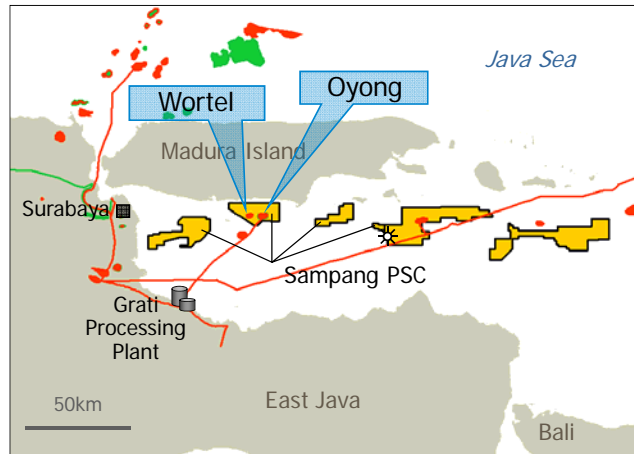 Java Sea
Oyong
Wortel
Madura Island
Surabaya
Sampang PSC
Grati
Processing
Plant
50km
East Java
Bali